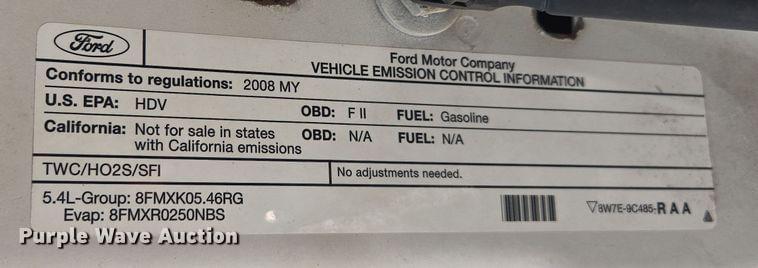 Ford
Ford Motor Company
VEHICLE EMISSION CONTROL INFORMATION
Conforms to regulations: 2008 MY
U.S. EPA: HDV OBD: F II FUEL: Gasoline
California: Not for sale in states OBD: N/A FUEL: N/A
with California emissions
TWC/HO2S/SFI No adjustments needed.
5.4L-Group: 8FMXK05.46RG
Evap: 8FMXR0250NBS
8W7E-9C485-RAA
Purple Wave Auction